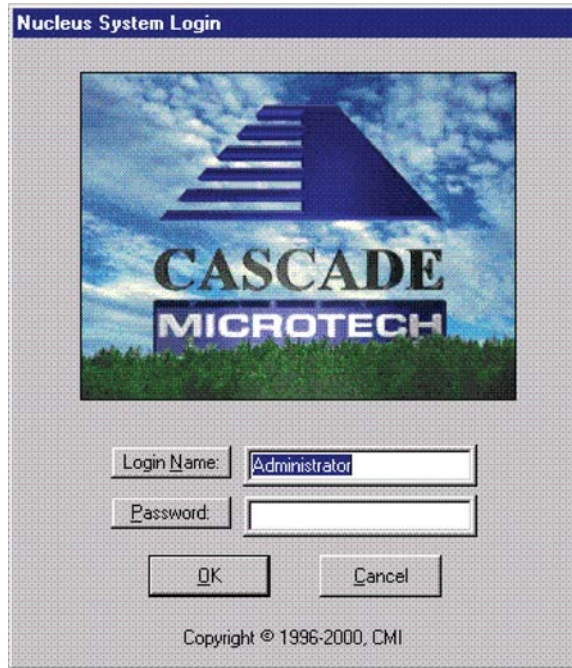 Nucleus System Login
CASCADE
MICROTECH
Login Name:
Administrator
Password:
OK
Cancel
Copyright © 1996-2000, CMI